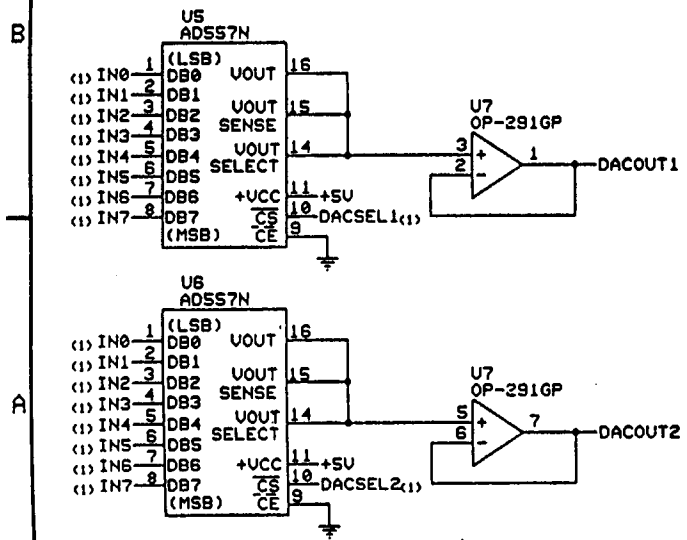 B
U5
AD557N
(LSB)
(1) IN0 1 DB0 VOUT 16
(1) IN1 2 DB1
(1) IN2 3 DB2 VOUT SENSE 15
(1) IN3 4 DB3
(1) IN4 5 DB4 VOUT SELECT 14
(1) IN5 6 DB5
(1) IN6 7 DB6 +VCC 11 +5V
(1) IN7 8 DB7 CS 10 DACSEL1(1)
(MSB) CE 9
U7
OP-291GP
3 +
2 -
1 DACOUT1
A
U6
AD557N
(LSB)
(1) IN0 1 DB0 VOUT 16
(1) IN1 2 DB1
(1) IN2 3 DB2 VOUT SENSE 15
(1) IN3 4 DB3
(1) IN4 5 DB4 VOUT SELECT 14
(1) IN5 6 DB5
(1) IN6 7 DB6 +VCC 11 +5V
(1) IN7 8 DB7 CS 10 DACSEL2(1)
(MSB) CE 9
U7
OP-291GP
5 +
6 -
7 DACOUT2